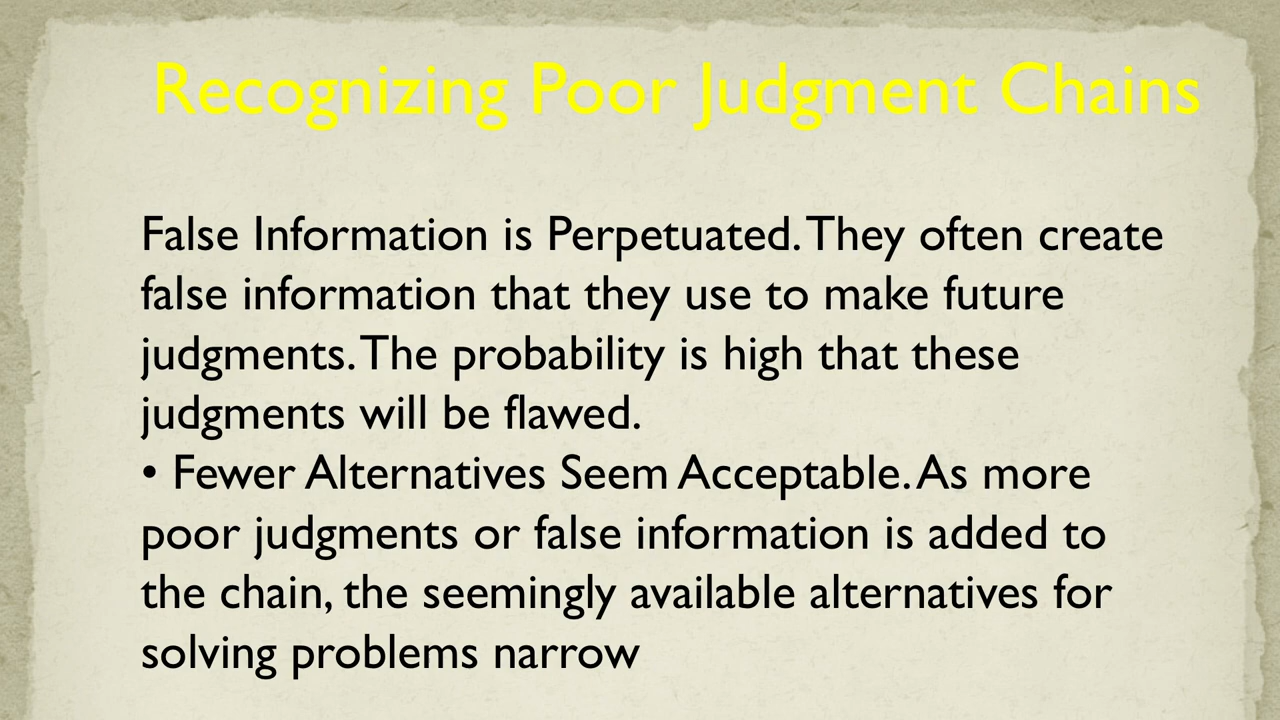 Recognizing Poor Judgment Chains
False Information is Perpetuated. They often create
false information that they use to make future
judgments. The probability is high that these
judgments will be flawed.
• Fewer Alternatives Seem Acceptable. As more
poor judgments or false information is added to
the chain, the seemingly available alternatives for
solving problems narrow